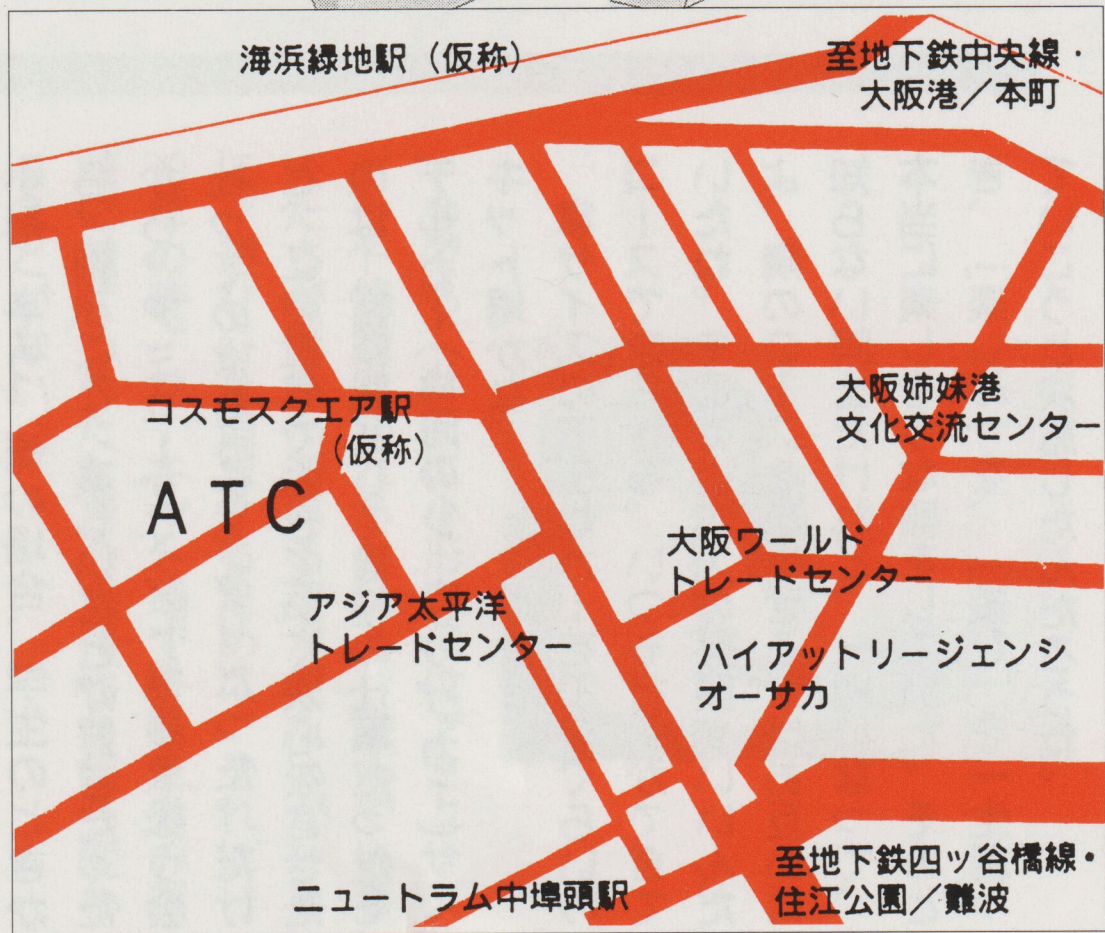 海浜緑地駅（仮称）
至地下鉄中央線・
大阪港／本町
コスモスクエア駅
（仮称）
大阪姉妹港
文化交流センター
ATC
大阪ワールド
トレードセンター
アジア太平洋
トレードセンター
ハイアットリージェンシ
オーサカ
至地下鉄四ッ谷橋線・
住江公園／難波
ニュートラム中埠頭駅